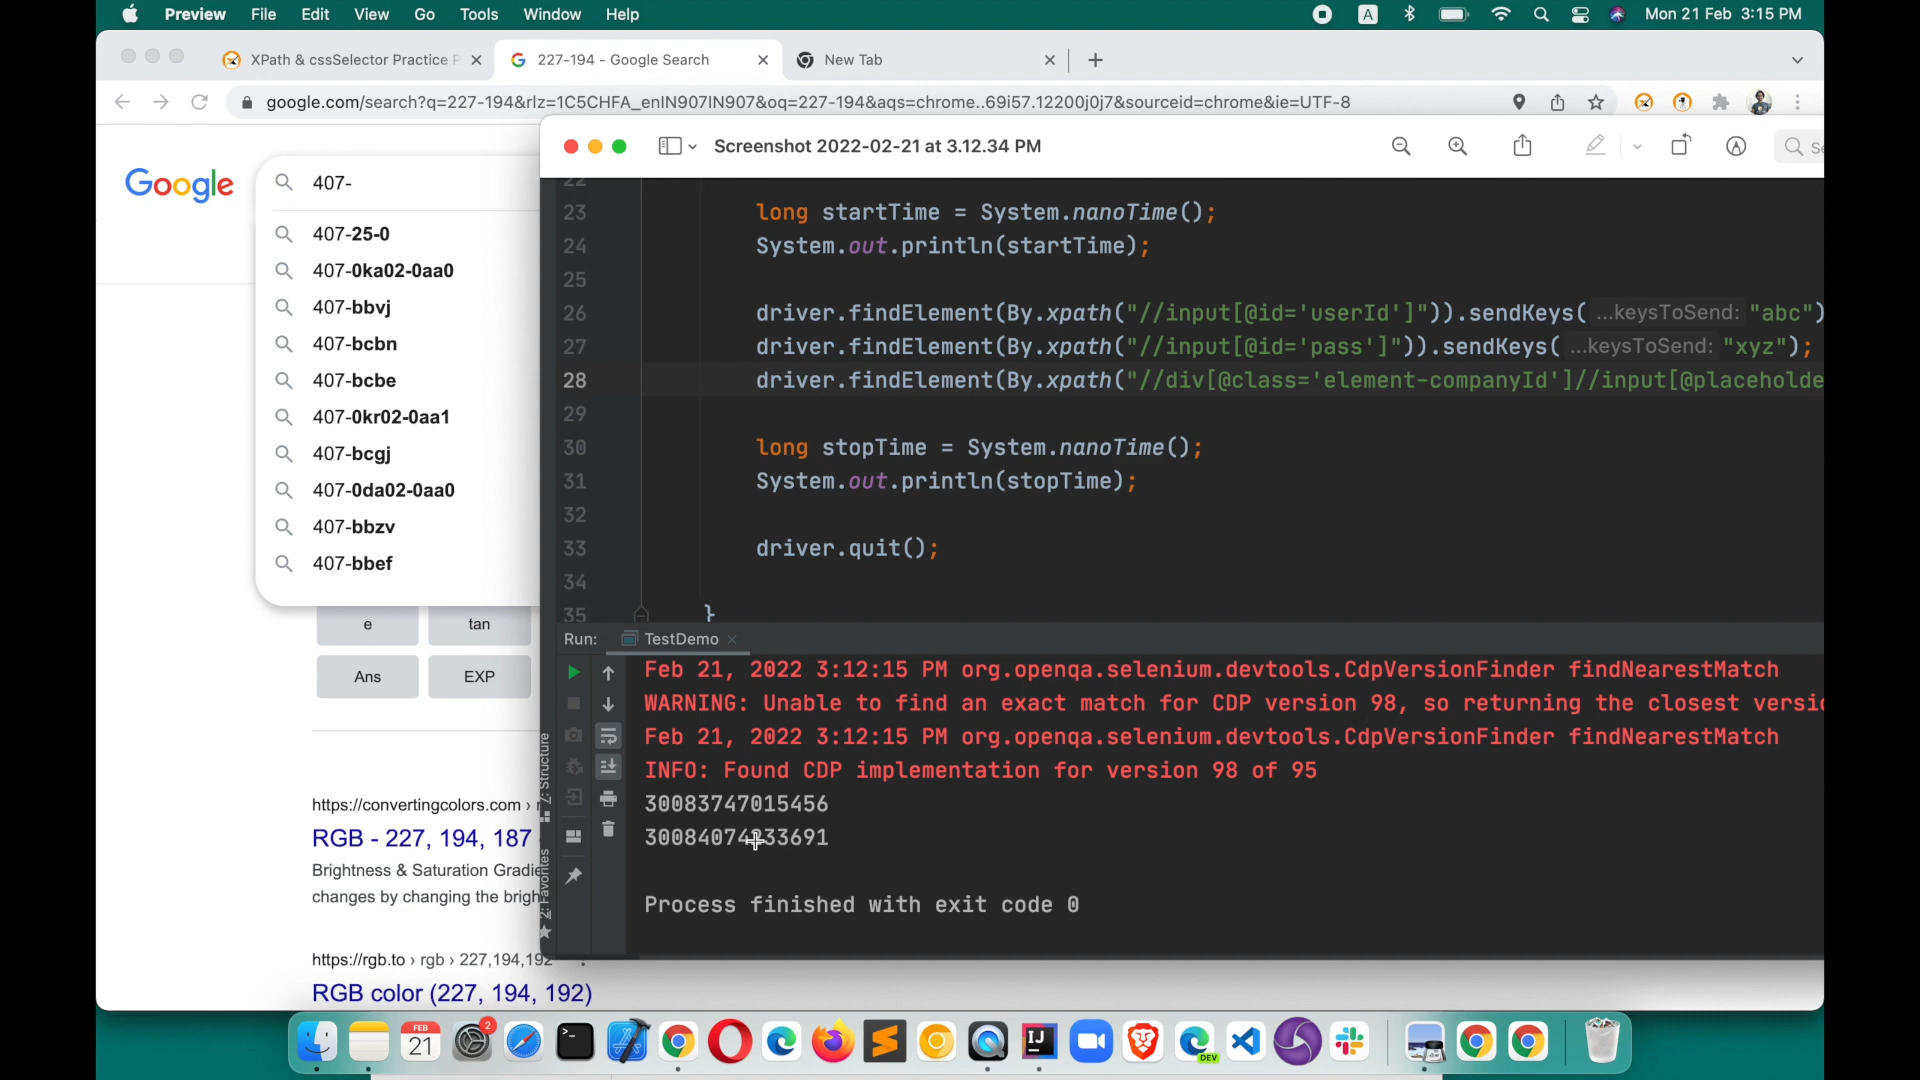 Preview File Edit View Go Tools Window Help
A
Mon 21 Feb 3:15 PM
XPath & cssSelector Practice P
227-194 - Google Search
New Tab
google.com/search?q=227-194&rlz=1C5CHFA_enIN907IN907&oq=227-194&aqs=chrome..69i57.12200j0j7&sourceid=chrome&ie=UTF-8
Screenshot 2022-02-21 at 3.12.34 PM
Google
407-
407-25-0
407-0ka02-0aa0
407-bbvj
407-bcbn
407-bcbe
407-0kr02-0aa1
407-bcgj
407-0da02-0aa0
407-bbzv
407-bbef
e
tan
Ans
EXP
https://convertingcolors.com ›
RGB - 227, 194, 187
Brightness & Saturation Gradie
changes by changing the brigh
https://rgb.to › rgb › 227,194,192
RGB color (227, 194, 192)
22
23 long startTime = System.nanoTime();
24 System.out.println(startTime);
25
26 driver.findElement(By.xpath("//input[@id='userId']")).sendKeys( ...keysToSend: "abc")
27 driver.findElement(By.xpath("//input[@id='pass']")).sendKeys( ...keysToSend: "xyz");
28 driver.findElement(By.xpath("//div[@class='element-companyId']//input[@placeholde
29
30 long stopTime = System.nanoTime();
31 System.out.println(stopTime);
32
33 driver.quit();
34
35 }
Run: TestDemo
Feb 21, 2022 3:12:15 PM org.openqa.selenium.devtools.CdpVersionFinder findNearestMatch
WARNING: Unable to find an exact match for CDP version 98, so returning the closest versi
Feb 21, 2022 3:12:15 PM org.openqa.selenium.devtools.CdpVersionFinder findNearestMatch
INFO: Found CDP implementation for version 98 of 95
30083747015456
Process finished with exit code 0
Z: Structure
2: Favorites
FEB
21
2
IJ
DEV